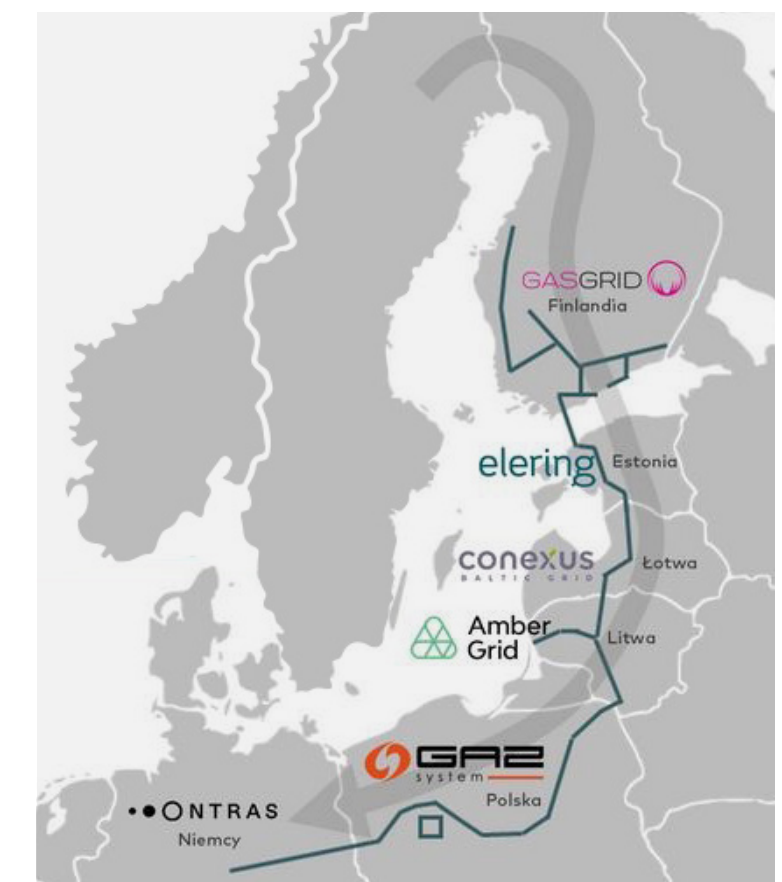 GASGRID
Finlandia
elering
Estonia
conexus
BALTIC GRID
Łotwa
Amber
Grid
Litwa
GAZ
system
Polska
ONTRAS
Niemcy